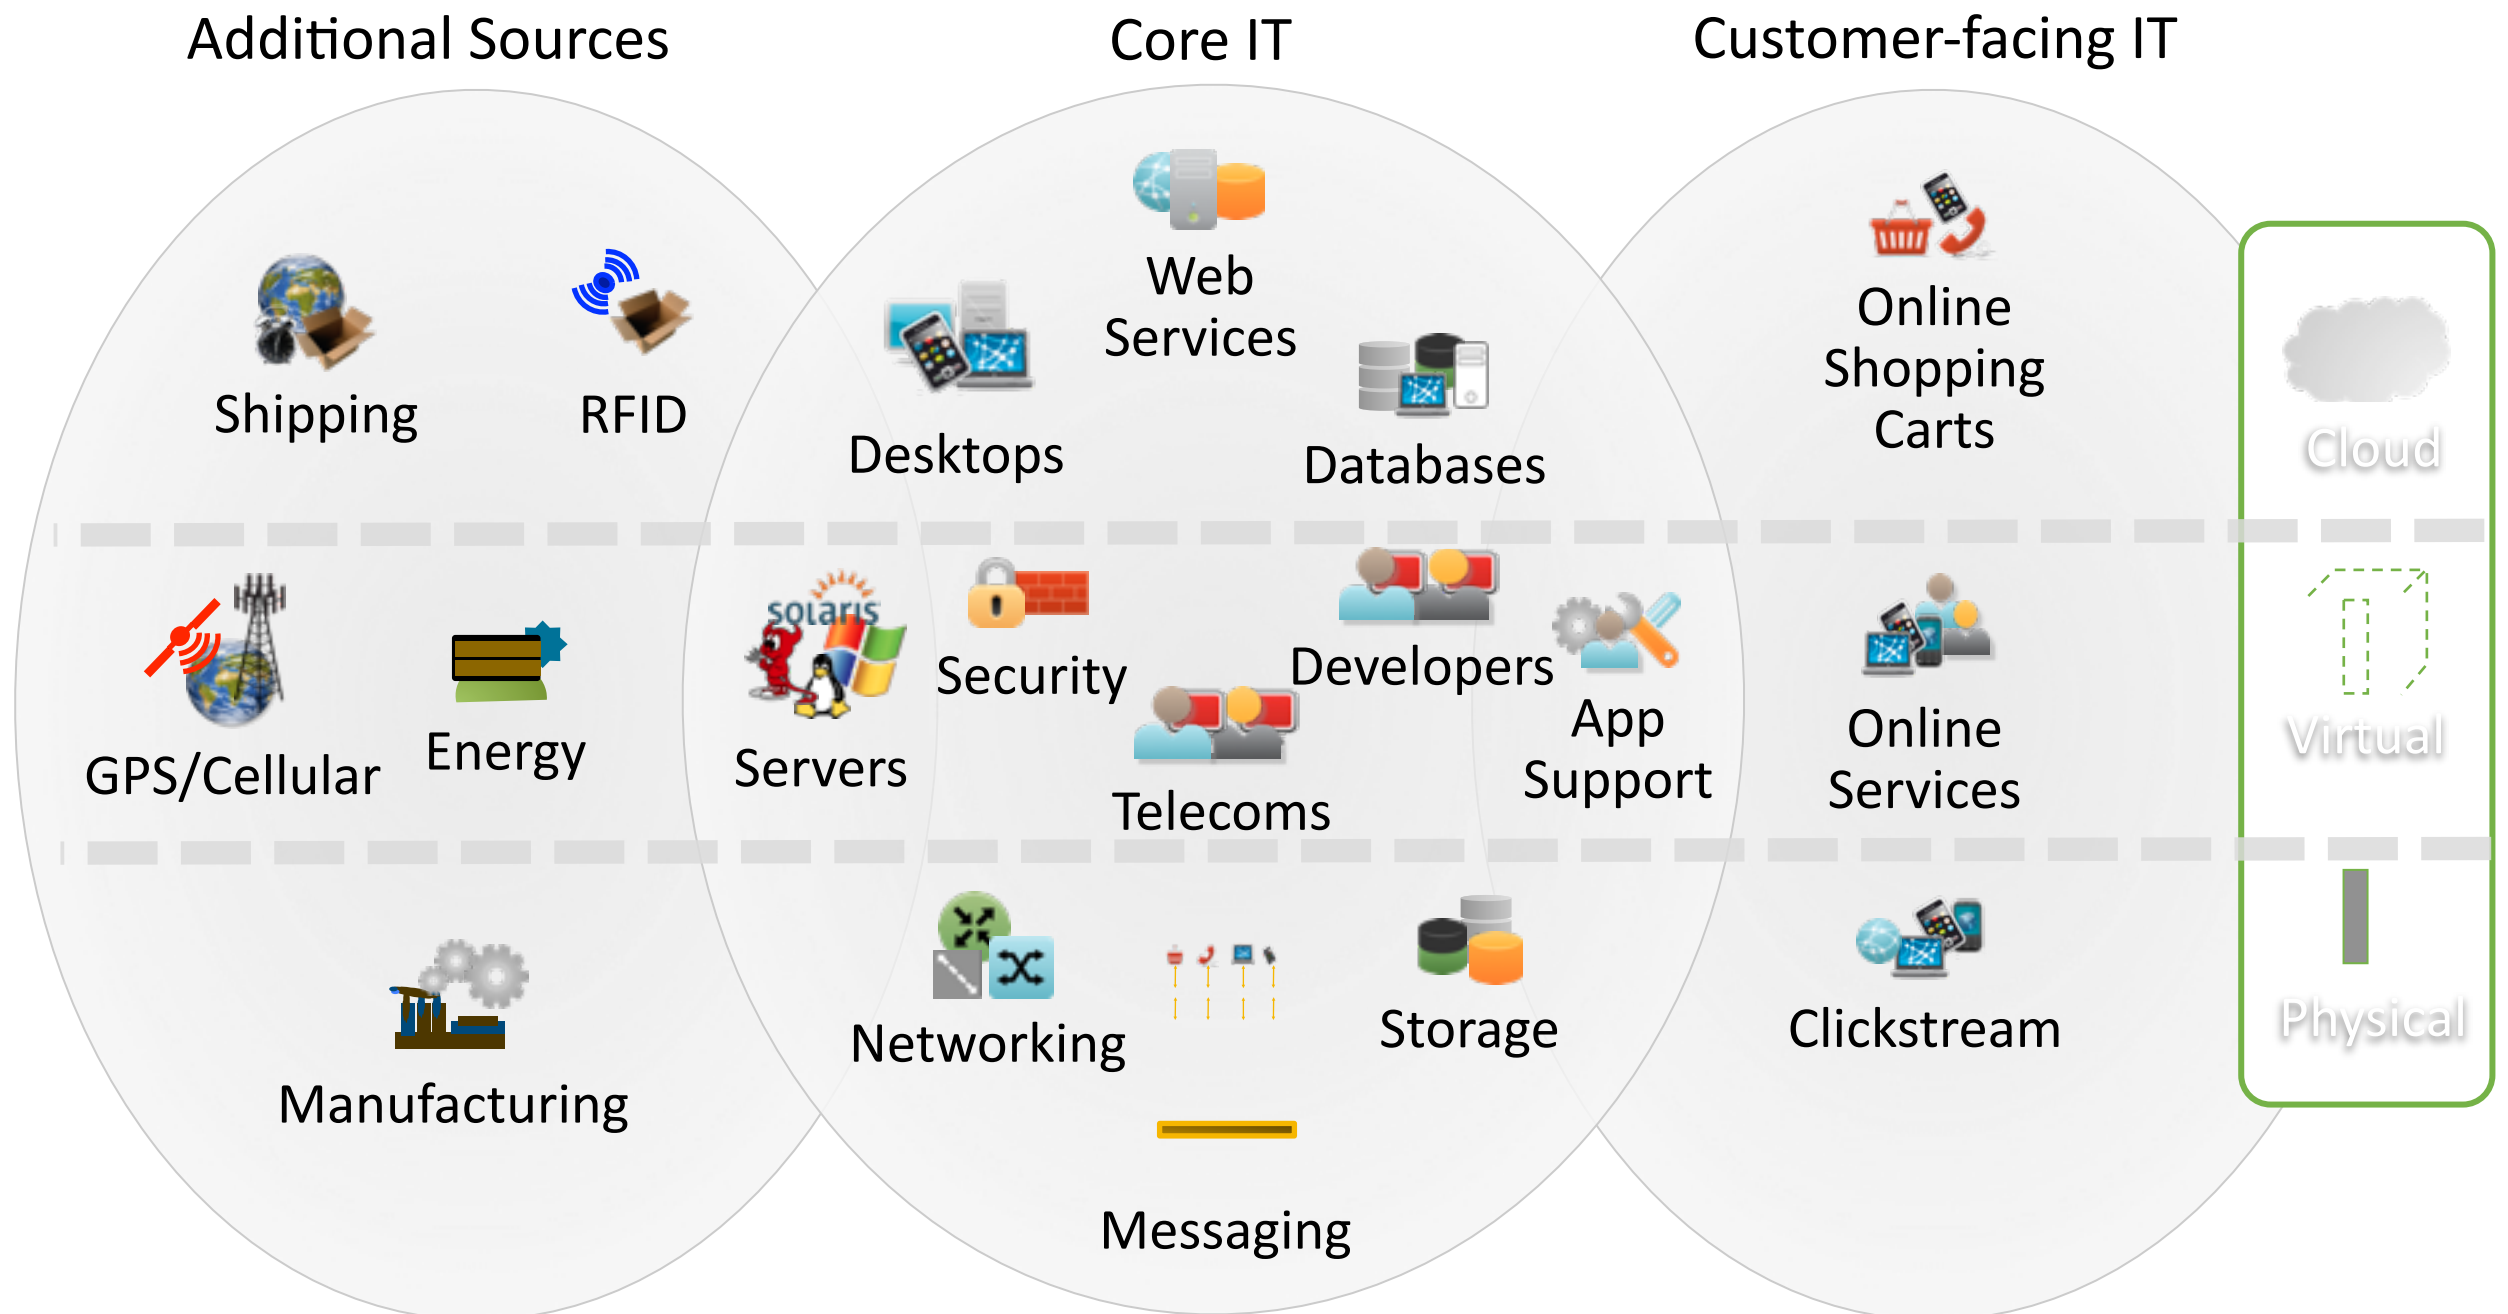 Additional Sources
Core IT
Customer-facing IT
Web
Services
Online
Shopping
Carts
Shipping
RFID
Desktops
Databases
Cloud
SOLARIS
Security
Developers
App
Support
Online
Services
Virtual
GPS/Cellular
Energy
Servers
Telecoms
Networking
Storage
Clickstream
Physical
Manufacturing
Messaging